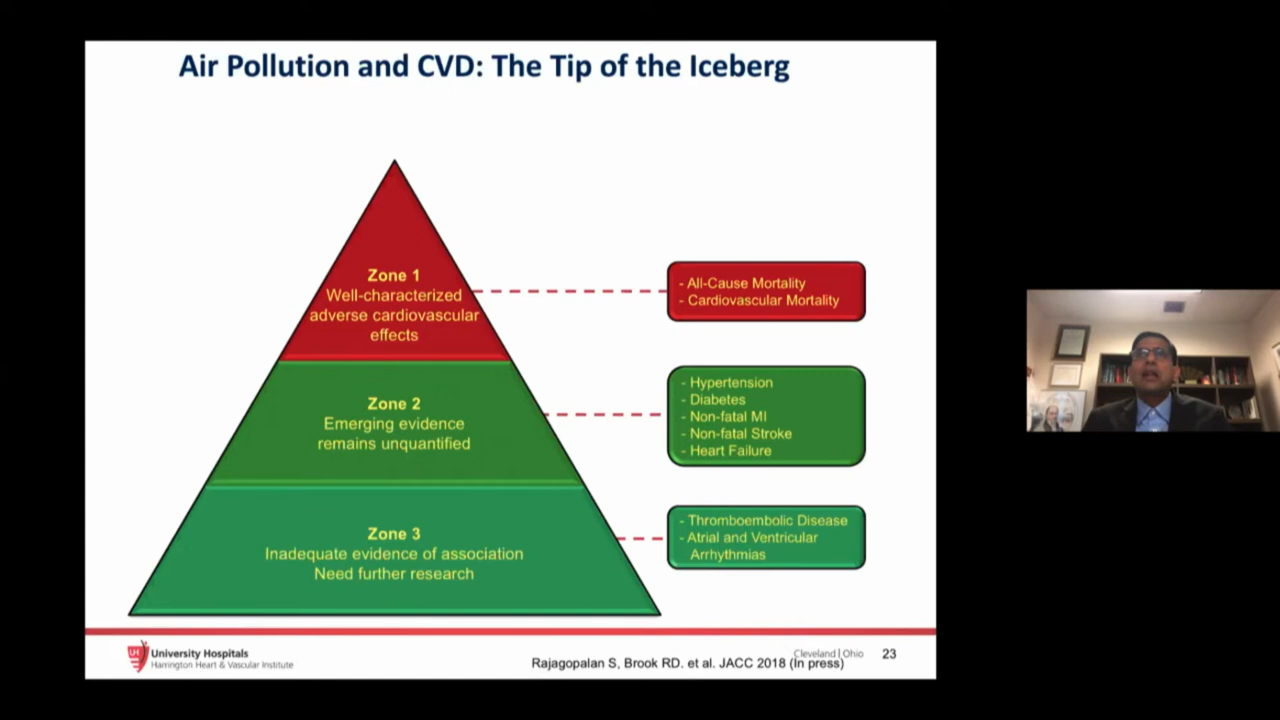 Air Pollution and CVD: The Tip of the Iceberg
Zone 1
Well-characterized
adverse cardiovascular
effects
- All-Cause Mortality
- Cardiovascular Mortality
Zone 2
Emerging evidence
remains unquantified
- Hypertension
- Diabetes
- Non-fatal MI
- Non-fatal Stroke
- Heart Failure
Zone 3
Inadequate evidence of association
Need further research
- Thromboembolic Disease
- Atrial and Ventricular
Arrhythmias
UH
University Hospitals
Harrington Heart & Vascular Institute
Rajagopalan S, Brook RD. et al. JACC 2018 (In press)
Cleveland | Ohio
23